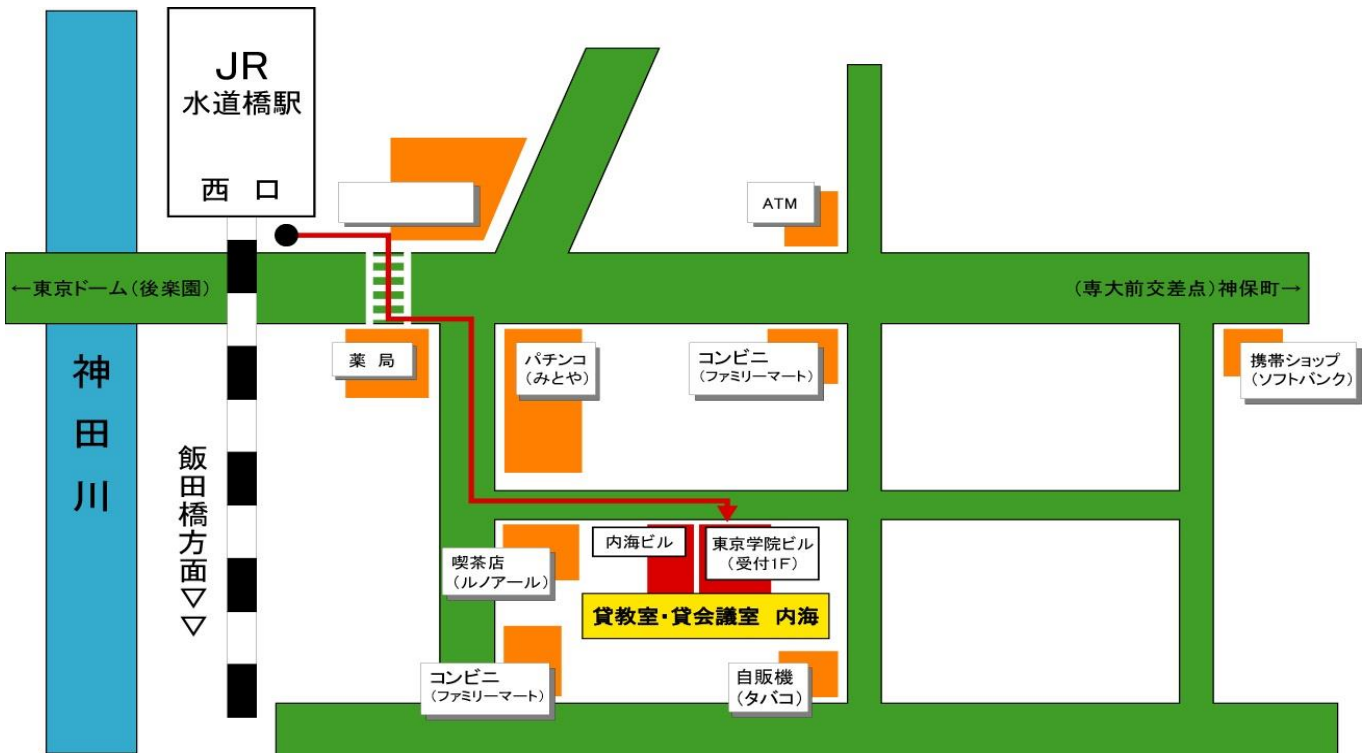 JR
水道橋駅
西 口
ATM
←東京ドーム(後楽園)
(専大前交差点)神保町→
薬 局
パチンコ
(みとや)
コンビニ
(ファミリーマート)
携帯ショップ
(ソフトバンク)
神田川
飯田橋方面▽▽
内海ビル
東京学院ビル
(受付1F)
喫茶店
(ルノアール)
貸教室・貸会議室 内海
コンビニ
(ファミリーマート)
自販機
(タバコ)